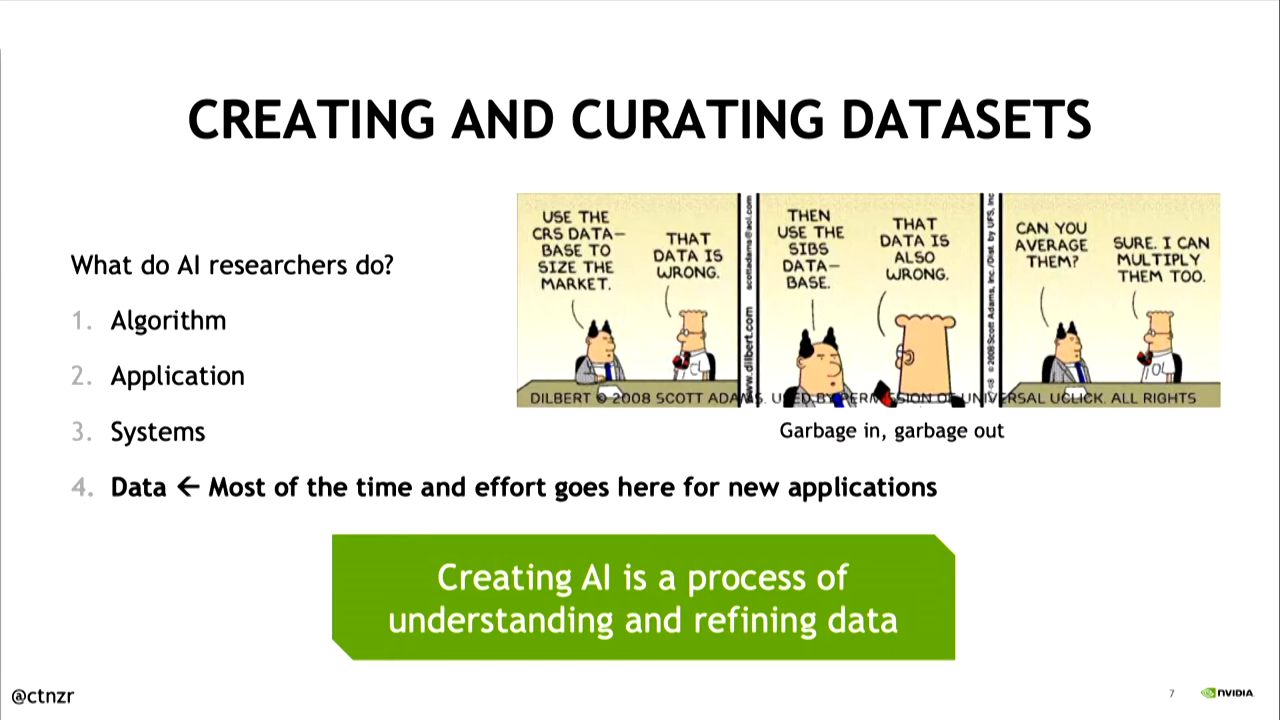 CREATING AND CURATING DATASETS
What do AI researchers do?
1. Algorithm
2. Application
3. Systems
4. Data ← Most of the time and effort goes here for new applications
USE THE
CRS DATA–
BASE TO
SIZE THE
MARKET.
THAT
DATA IS
WRONG.
www.dilbert.com
scottadams@aol.com
THEN
USE THE
SIBS
DATA–
BASE.
THAT
DATA IS
ALSO
WRONG.
©2008 Scott Adams, Inc./Dist. by UFS, Inc
CAN YOU
AVERAGE
THEM?
SURE. I CAN
MULTIPLY
THEM TOO.
DILBERT © 2008 SCOTT ADAMS. USED BY PERMISSION OF UNIVERSAL UCLICK. ALL RIGHTS
Garbage in, garbage out
Creating AI is a process of
understanding and refining data
@ctnzr
7
NVIDIA